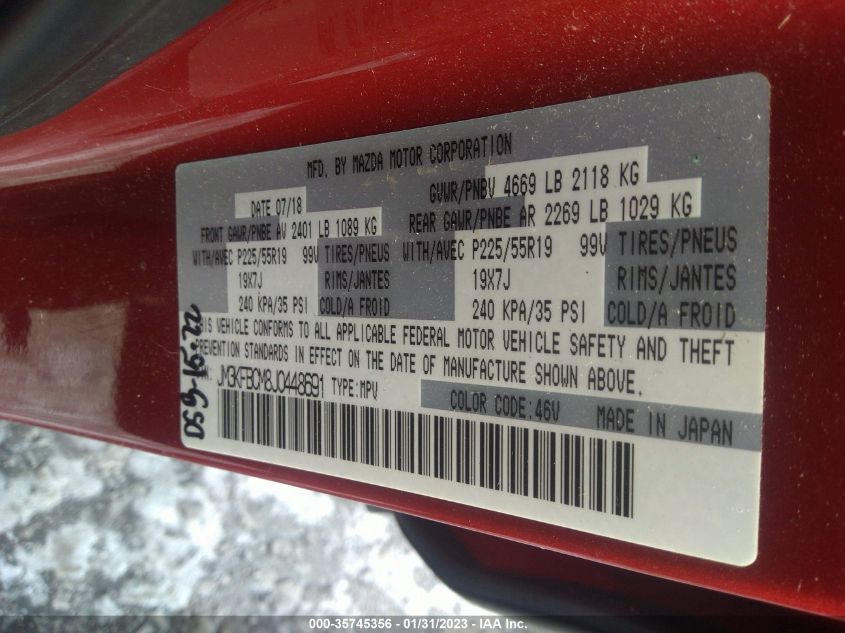 MFD. BY MAZDA MOTOR CORPORATION
DATE 07/18 GVWR/PNBV 4669 LB 2118 KG
FRONT GAWR/PNBE AV 2401 LB 1089 KG REAR GAWR/PNBE AR 2269 LB 1029 KG
WITH/AVEC P225/55R19 99V TIRES/PNEUS WITH/AVEC P225/55R19 99V TIRES/PNEUS
19X7J RIMS/JANTES 19X7J RIMS/JANTES
240 KPA/35 PSI COLD/A FROID 240 KPA/35 PSI COLD/A FROID
THIS VEHICLE CONFORMS TO ALL APPLICABLE FEDERAL MOTOR VEHICLE SAFETY AND THEFT
PREVENTION STANDARDS IN EFFECT ON THE DATE OF MANUFACTURE SHOWN ABOVE.
JM3KFBCM8J0448691 TYPE:MPV
COLOR CODE:46V MADE IN JAPAN
DS 9-15-22
000-35745356 - 01/31/2023 - IAA Inc.